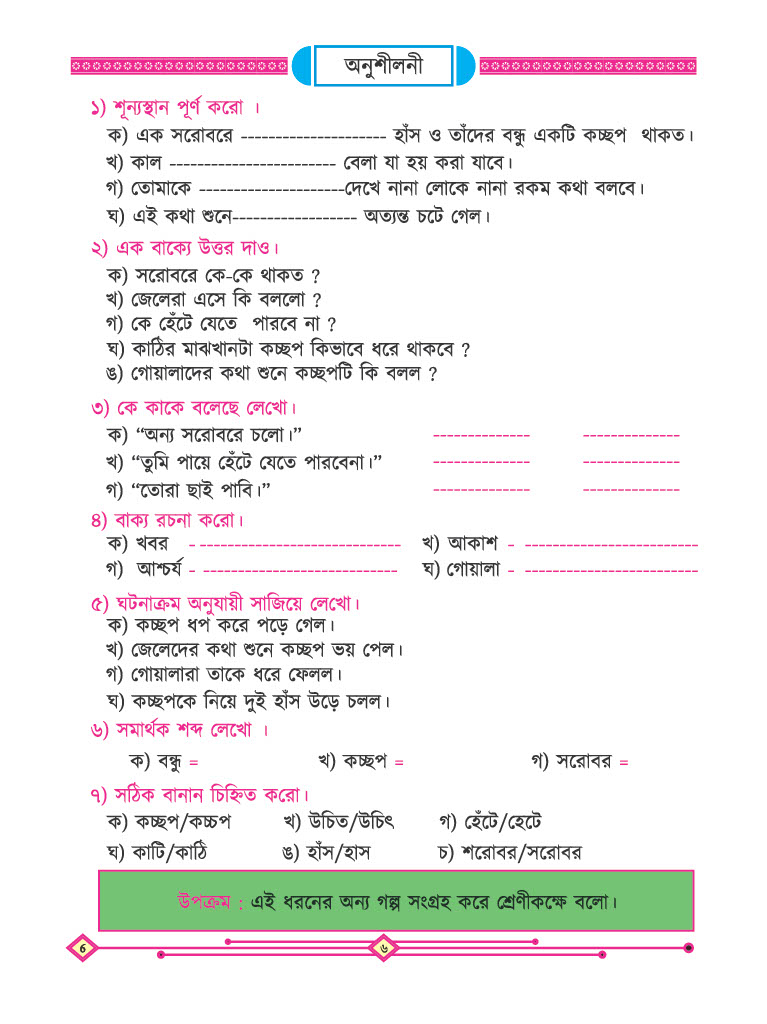 অনুশীলনী
১) শূন্যস্থান পূর্ণ করো ।
ক) এক সরোবরে --------------------- হাঁস ও তাঁদের বন্ধু একটি কচ্ছপ থাকত।
খ) কাল ------------------------ বেলা যা হয় করা যাবে।
গ) তোমাকে ---------------------দেখে নানা লোকে নানা রকম কথা বলবে।
ঘ) এই কথা শুনে------------------ অত্যন্ত চটে গেল।
২) এক বাক্যে উত্তর দাও।
ক) সরোবরে কে-কে থাকত ?
খ) জেলেরা এসে কি বললো ?
গ) কে হেঁটে যেতে পারবে না ?
ঘ) কাঠির মাঝখানটা কচ্ছপ কিভাবে ধরে থাকবে ?
ঙ) গোয়ালাদের কথা শুনে কচ্ছপটি কি বলল ?
৩) কে কাকে বলেছে লেখো।
ক) “অন্য সরোবরে চলো।” -------------- --------------
খ) “তুমি পায়ে হেঁটে যেতে পারবেনা।” -------------- --------------
গ) “তোরা ছাই পাবি।” -------------- --------------
৪) বাক্য রচনা করো।
ক) খবর - ----------------------------- খ) আকাশ - -------------------------
গ) আশ্চর্য - ---------------------------- ঘ) গোয়ালা - -------------------------
৫) ঘটনাক্রম অনুযায়ী সাজিয়ে লেখো।
ক) কচ্ছপ ধপ করে পড়ে গেল।
খ) জেলেদের কথা শুনে কচ্ছপ ভয় পেল।
গ) গোয়ালারা তাকে ধরে ফেলল।
ঘ) কচ্ছপকে নিয়ে দুই হাঁস উড়ে চলল।
৬) সমার্থক শব্দ লেখো ।
ক) বন্ধু = খ) কচ্ছপ = গ) সরোবর =
৭) সঠিক বানান চিহ্নিত করো।
ক) কচ্ছপ/কচ্চপ খ) উচিত/উচিৎ গ) হেঁটে/হেটে
ঘ) কাটি/কাঠি ঙ) হাঁস/হাস চ) শরোবর/সরোবর
উপক্রম : এই ধরনের অন্য গল্প সংগ্রহ করে শ্রেণীকক্ষে বলো।
6 ৬